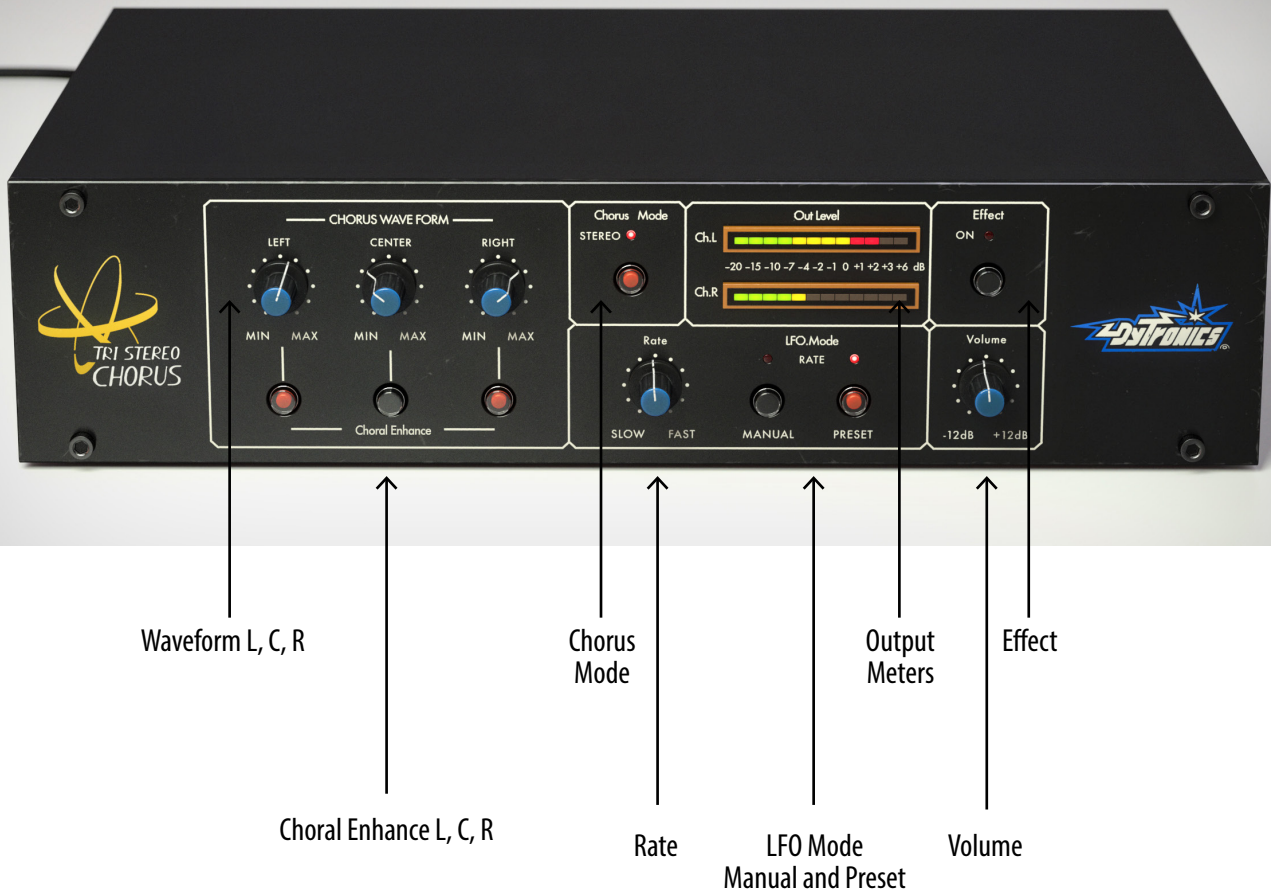 CHORUS WAVE FORM
LEFT
CENTER
RIGHT
MIN MAX
MIN MAX
MIN MAX
Choral Enhance
TRI STEREO
CHORUS
Chorus Mode
STEREO
Out Level
Ch.L
-20 -15 -10 -7 -4 -2 -1 0 +1 +2 +3 +6 dB
Ch.R
Effect
ON
Rate
SLOW FAST
LFO.Mode
RATE
MANUAL
PRESET
Volume
-12dB +12dB
DYTRONICS
Waveform L, C, R
Chorus
Mode
Output
Meters
Effect
Choral Enhance L, C, R
Rate
LFO Mode
Manual and Preset
Volume